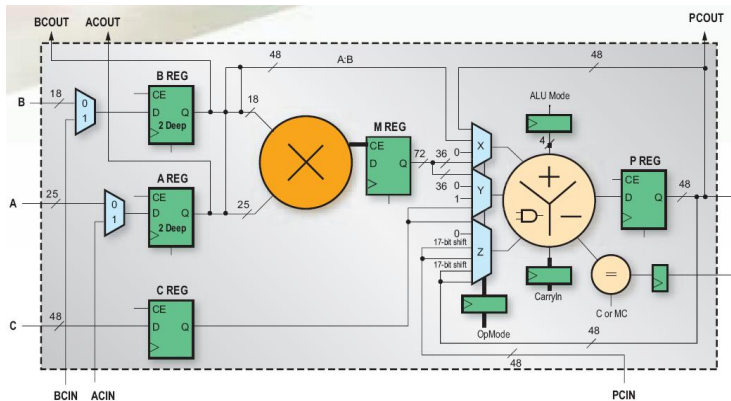 BCOUT ACOUT PCOUT
48 A:B 48
B REG
CE
D Q
2 Deep
B 18 0 1 18
ALU Mode
4
M REG
CE
D Q
72 36
X
0
36 0
Y
1
P REG
CE
D Q
48
A REG
CE
D Q
2 Deep
A 25 0 1 25
0
17-bit shift
Z
17-bit shift
=
C or MC
CarryIn
OpMode
C REG
CE
D Q
C 48
48
48
BCIN ACIN PCIN